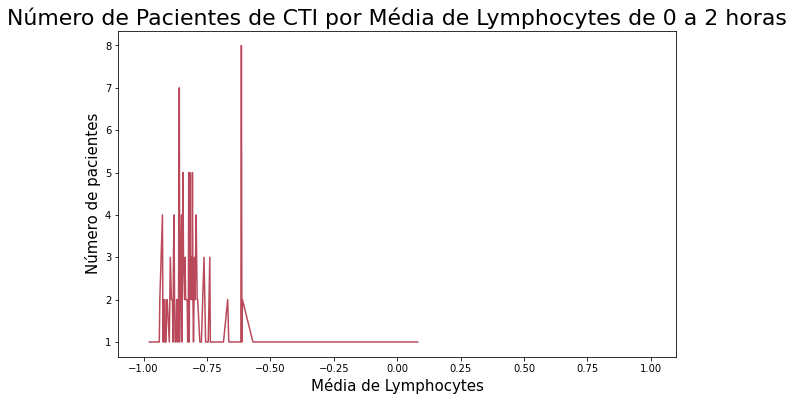 Número de Pacientes de CTI por Média de Lymphocytes de 0 a 2 horas
8
7
6
5
4
3
2
1
Número de pacientes
−1.00 −0.75 −0.50 −0.25 0.00 0.25 0.50 0.75 1.00
Média de Lymphocytes